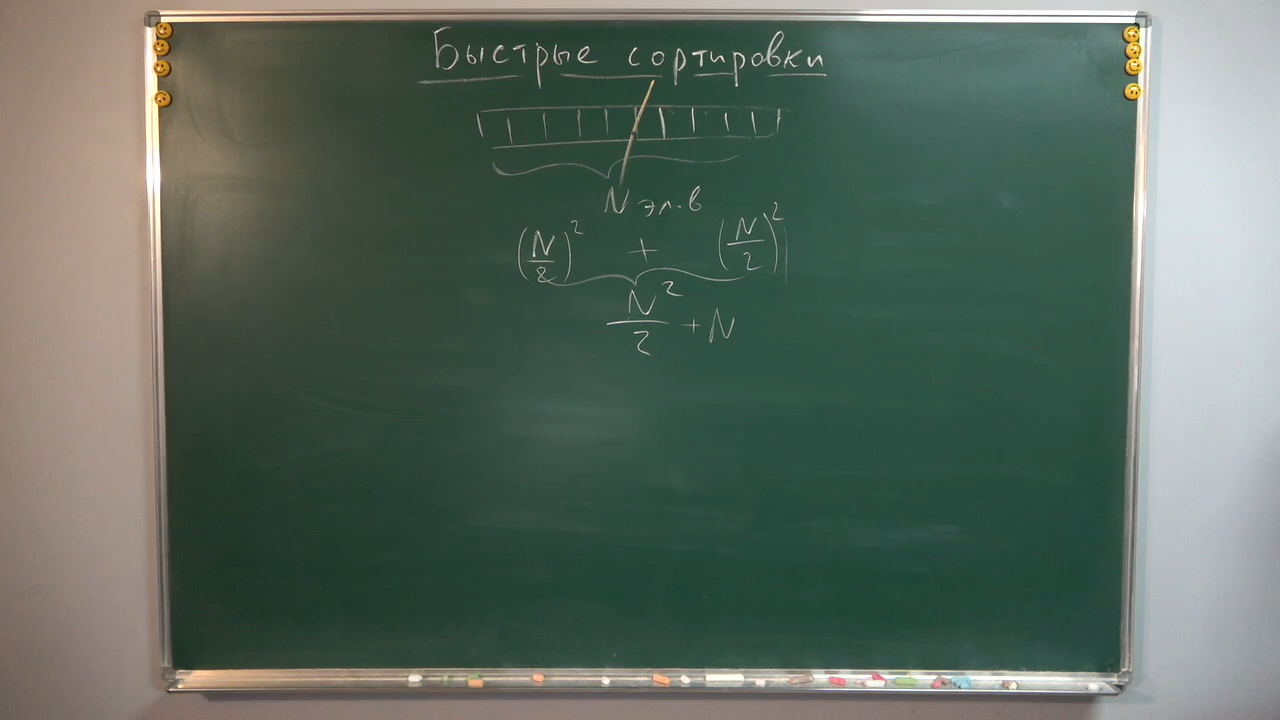 Быстрые сортировки
N эл.в
(N/2)² + (N/2)²
N²/2 + N